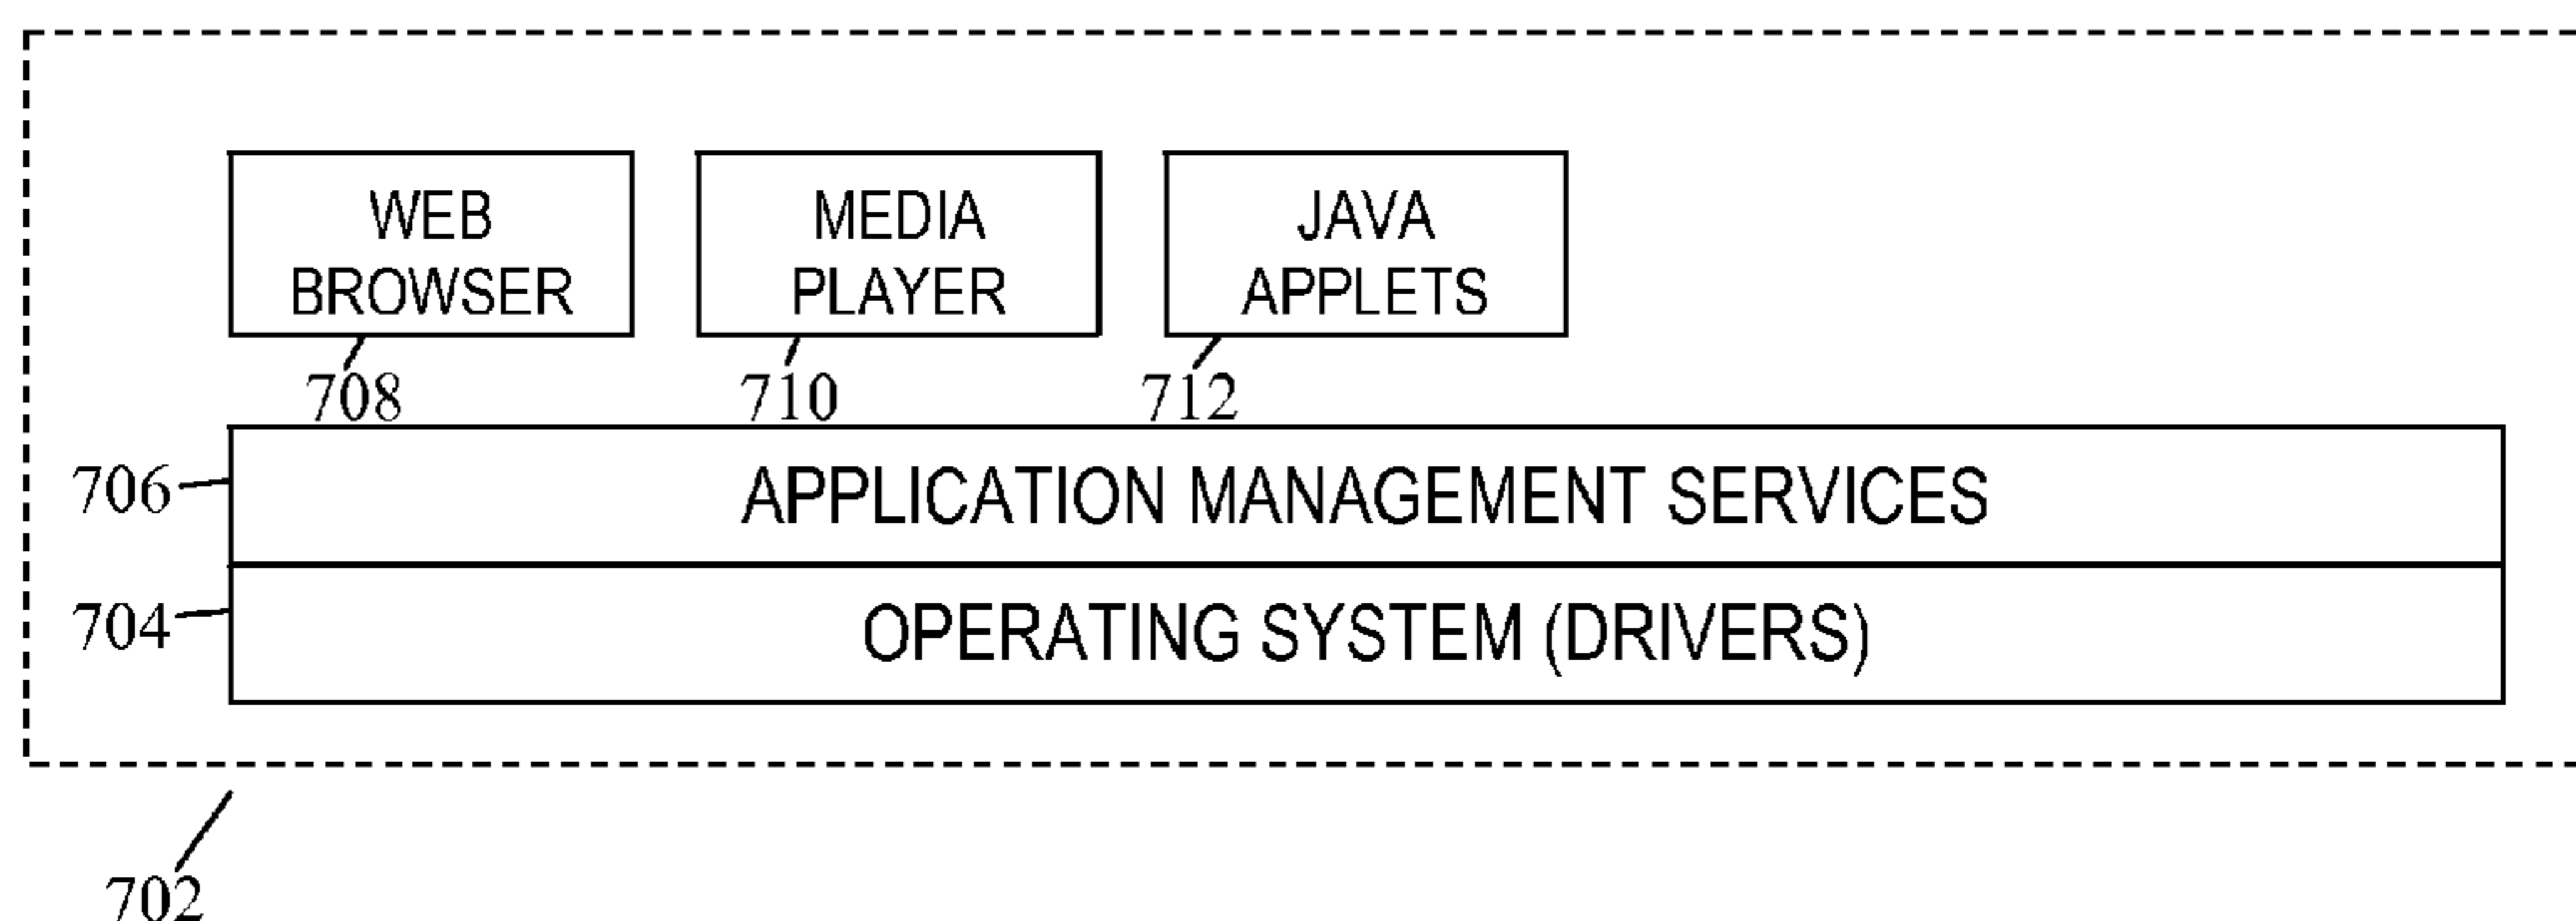 WEB
BROWSER
MEDIA
PLAYER
JAVA
APPLETS
708
710
712
706
APPLICATION MANAGEMENT SERVICES
704
OPERATING SYSTEM (DRIVERS)
702